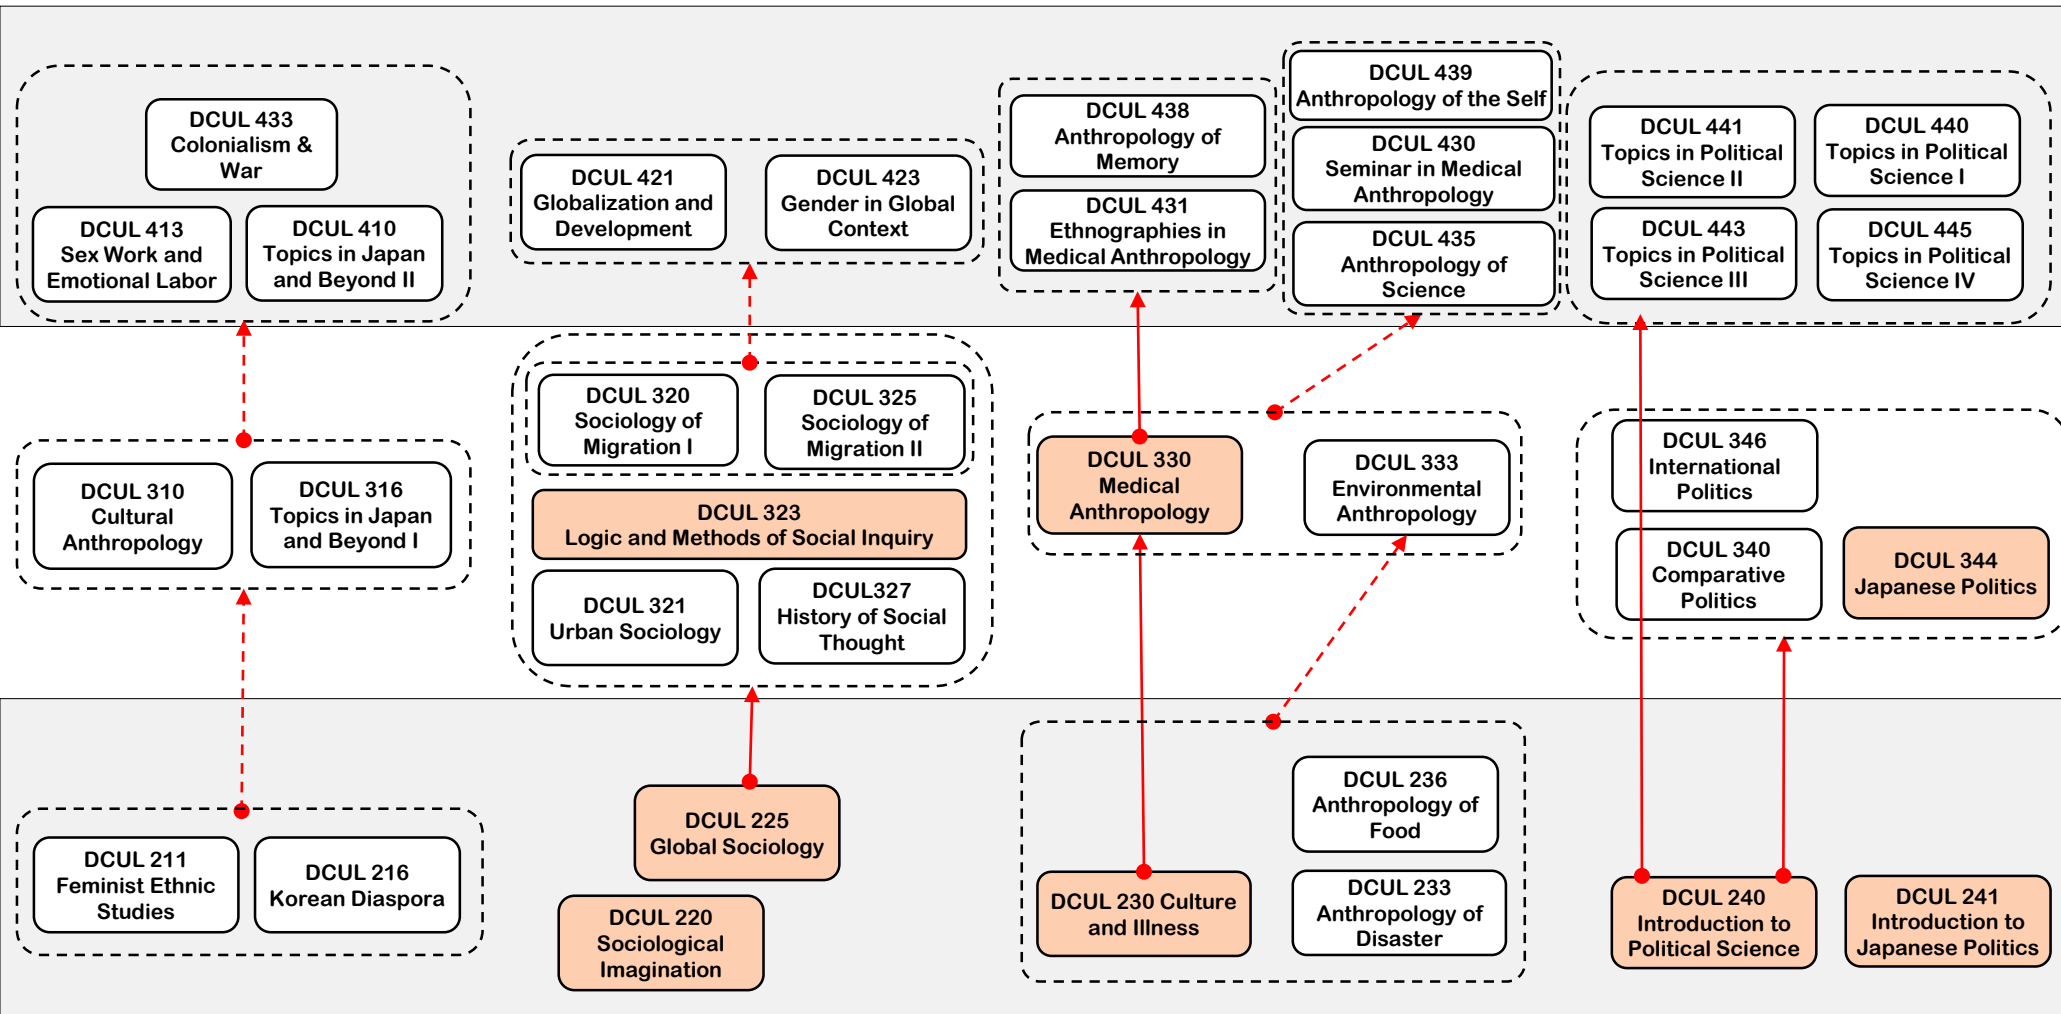 DCUL 433
Colonialism &
War
DCUL 413
Sex Work and
Emotional Labor
DCUL 410
Topics in Japan
and Beyond II
DCUL 421
Globalization and
Development
DCUL 423
Gender in Global
Context
DCUL 438
Anthropology of
Memory
DCUL 431
Ethnographies in
Medical Anthropology
DCUL 439
Anthropology of the Self
DCUL 430
Seminar in Medical
Anthropology
DCUL 435
Anthropology of
Science
DCUL 441
Topics in Political
Science II
DCUL 440
Topics in Political
Science I
DCUL 443
Topics in Political
Science III
DCUL 445
Topics in Political
Science IV
DCUL 310
Cultural
Anthropology
DCUL 316
Topics in Japan
and Beyond I
DCUL 320
Sociology of
Migration I
DCUL 325
Sociology of
Migration II
DCUL 323
Logic and Methods of Social Inquiry
DCUL 321
Urban Sociology
DCUL327
History of Social
Thought
DCUL 330
Medical
Anthropology
DCUL 333
Environmental
Anthropology
DCUL 346
International
Politics
DCUL 340
Comparative
Politics
DCUL 344
Japanese Politics
DCUL 211
Feminist Ethnic
Studies
DCUL 216
Korean Diaspora
DCUL 225
Global Sociology
DCUL 220
Sociological
Imagination
DCUL 230 Culture
and Illness
DCUL 236
Anthropology of
Food
DCUL 233
Anthropology of
Disaster
DCUL 240
Introduction to
Political Science
DCUL 241
Introduction to
Japanese Politics